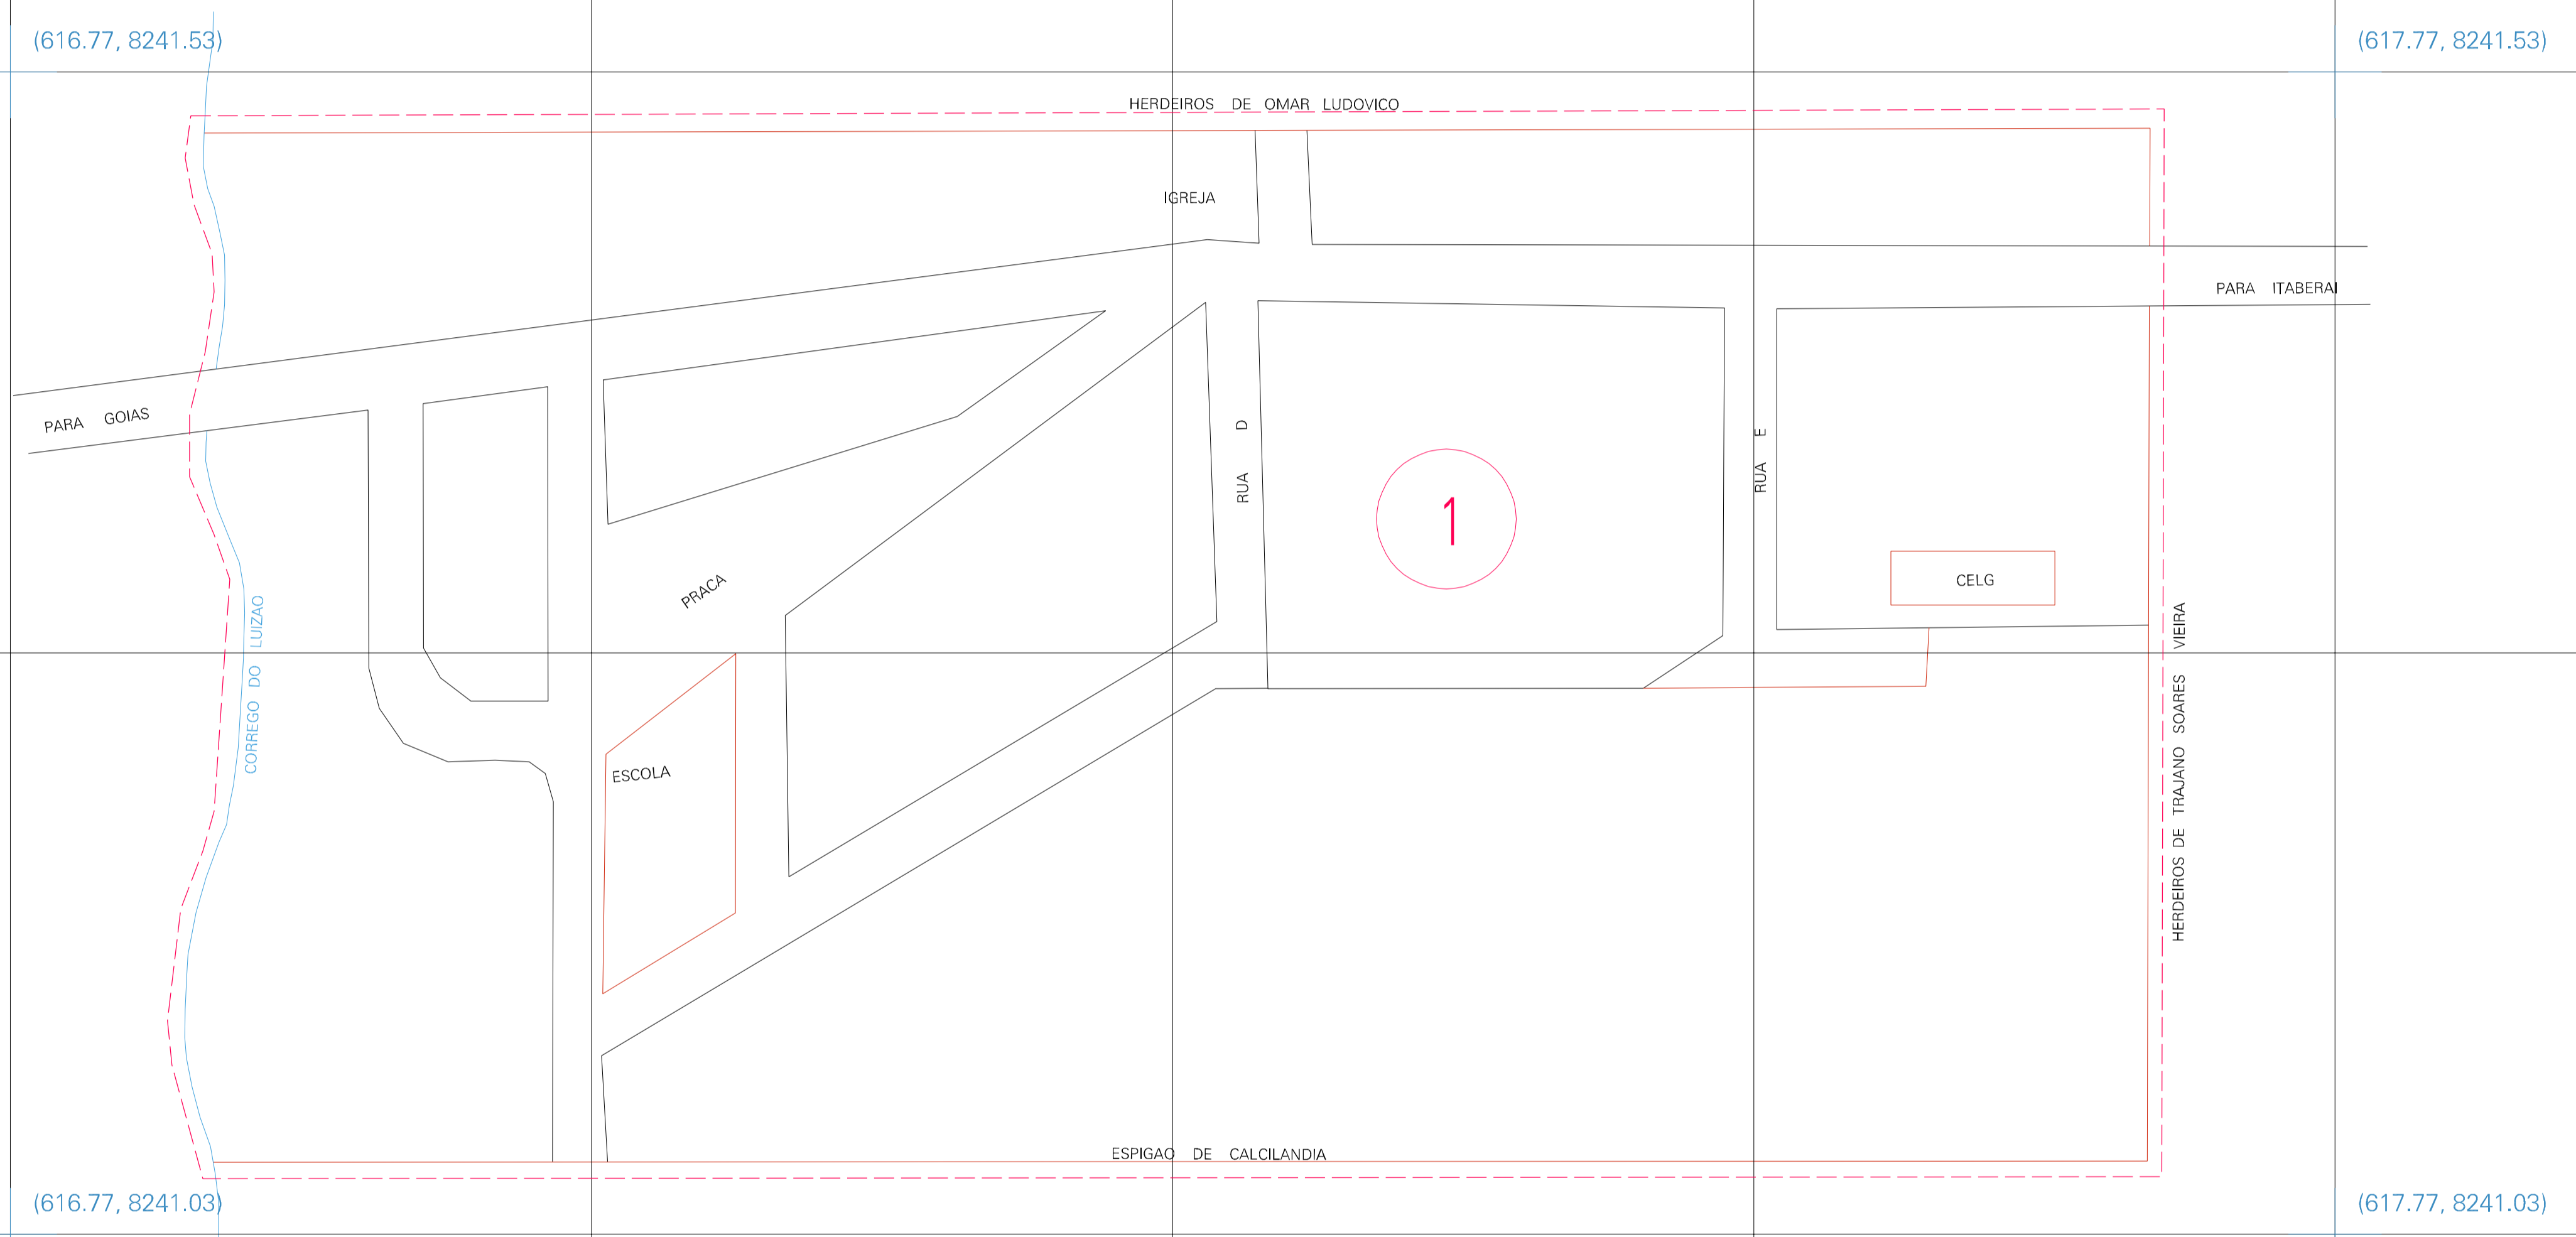 (616.77, 8241.53)
(617.77, 8241.53)
HERDEIROS DE OMAR LUDOVICO
IGREJA
PARA ITABERAI
PARA GOIAS
RUA D
RUA E
1
CELG
PRACA
CORREGO DO LUIZAO
HERDEIROS DE TRAJANO SOARES VIEIRA
ESCOLA
ESPIGAO DE CALCILANDIA
(616.77, 8241.03)
(617.77, 8241.03)